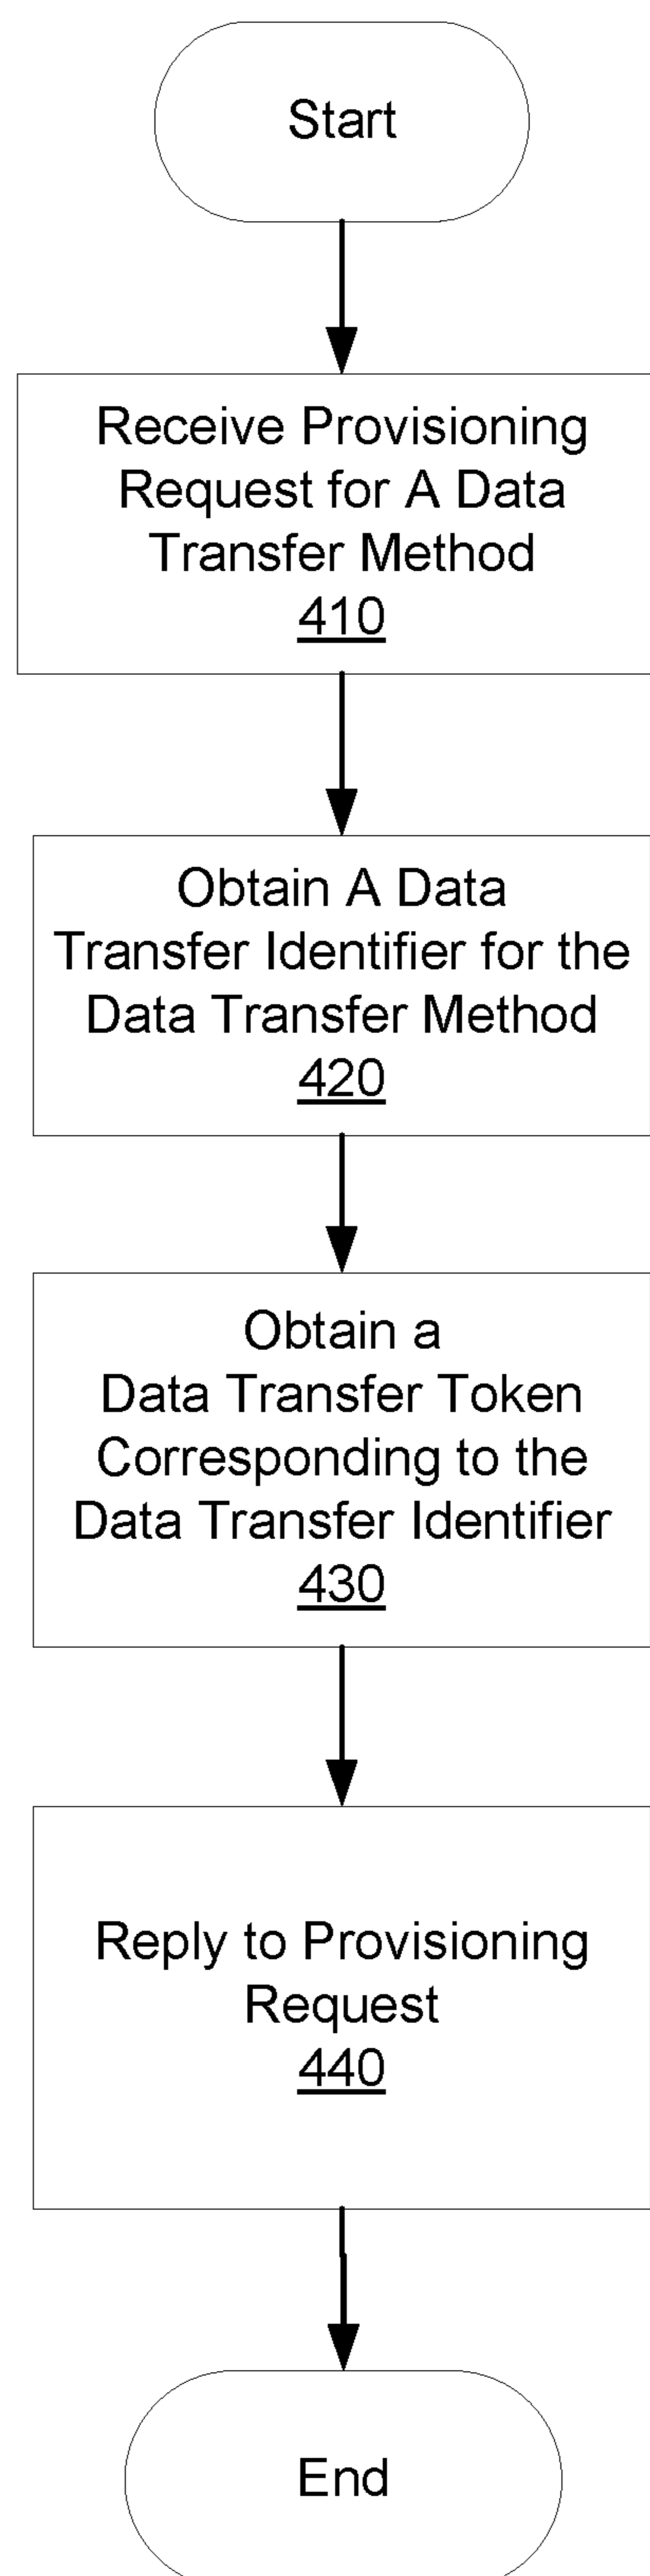 Start
Receive Provisioning
Request for A Data
Transfer Method
410
Obtain A Data
Transfer Identifier for the
Data Transfer Method
420
Obtain a
Data Transfer Token
Corresponding to the
Data Transfer Identifier
430
Reply to Provisioning
Request
440
End